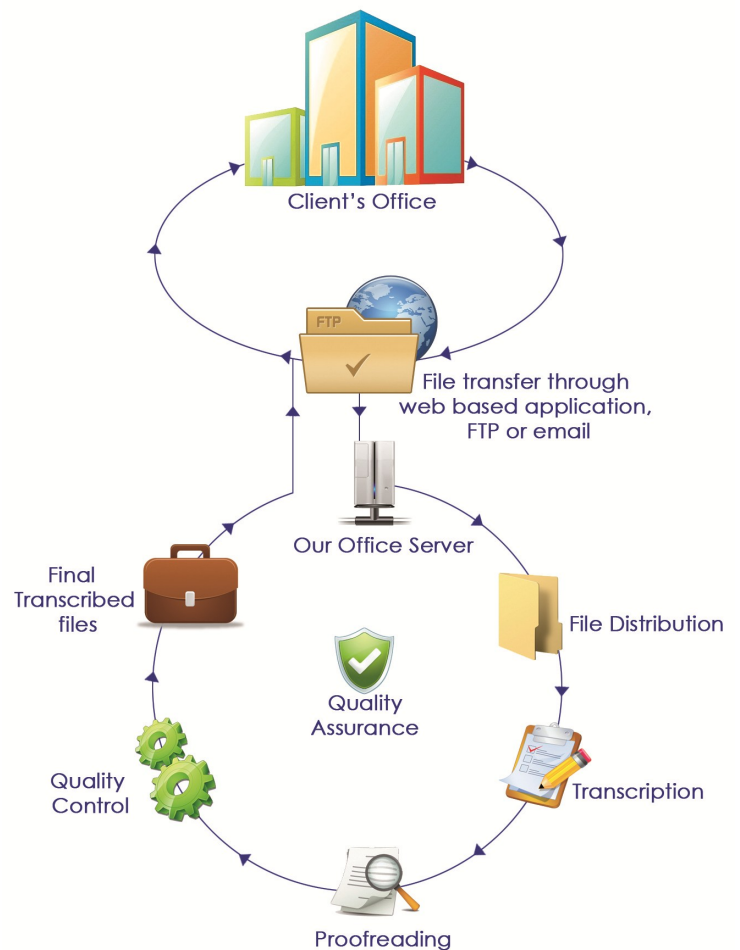 Client's Office
FTP
File transfer through
web based application,
FTP or email
Our Office Server
Final
Transcribed
files
File Distribution
Quality
Assurance
Quality
Control
Transcription
Proofreading